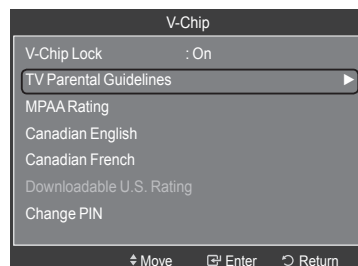 V-Chip
V-Chip Lock : On
TV Parental Guidelines
MPAA Rating
Canadian English
Canadian French
Downloadable U.S. Rating
Change PIN
Move Enter Return